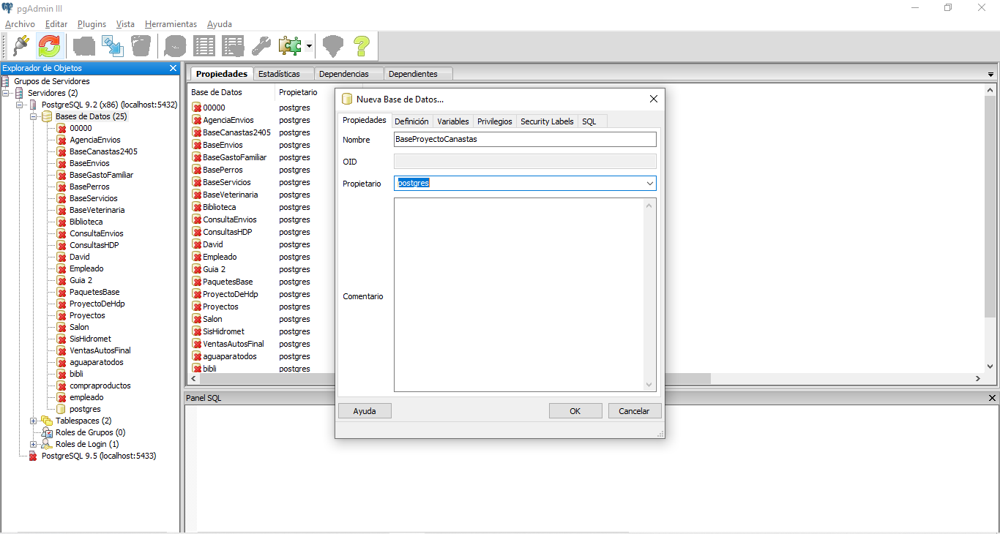 pgAdmin III
Archivo Editar Plugins Vista Herramientas Ayuda
Explorador de Objetos
Grupos de Servidores
Servidores (2)
PostgreSQL 9.2 (x86) (localhost:5432)
Bases de Datos (25)
00000
AgenciaEnvios
BaseCanastas2405
BaseEnvios
BaseGastoFamiliar
BasePerros
BaseServicios
BaseVeterinaria
Biblioteca
ConsultaEnvios
ConsultasHDP
David
Empleado
Guia 2
PaquetesBase
ProyectoDeHdp
Proyectos
Salon
SisHidromet
VentasAutosFinal
aguaparatodos
bibli
compraproductos
empleado
postgres
Tablespaces (2)
Roles de Grupos (0)
Roles de Login (1)
PostgreSQL 9.5 (localhost:5433)
Propiedades Estadísticas Dependencias Dependientes
Base de Datos Propietario
00000 postgres
AgenciaEnvios postgres
BaseCanastas2405 postgres
BaseEnvios postgres
BaseGastoFamiliar postgres
BasePerros postgres
BaseServicios postgres
BaseVeterinaria postgres
Biblioteca postgres
ConsultaEnvios postgres
ConsultasHDP postgres
David postgres
Empleado postgres
Guia 2 postgres
PaquetesBase postgres
ProyectoDeHdp postgres
Proyectos postgres
Salon postgres
SisHidromet postgres
VentasAutosFinal postgres
aguaparatodos postgres
bibli postgres
Nueva Base de Datos...
Propiedades Definición Variables Privilegios Security Labels SQL
Nombre BaseProyectoCanastas
OID
Propietario postgres
Comentario
Ayuda OK Cancelar
Panel SQL